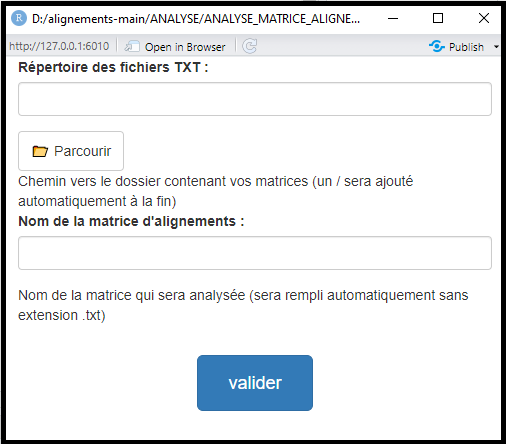 R D:/alignements-main/ANALYSE/ANALYSE_MATRICE_ALIGNE...
http://127.0.0.1:6010 Open in Browser Publish
Répertoire des fichiers TXT :
Parcourir
Chemin vers le dossier contenant vos matrices (un / sera ajouté
automatiquement à la fin)
Nom de la matrice d'alignements :
Nom de la matrice qui sera analysée (sera rempli automatiquement sans
extension .txt)
valider